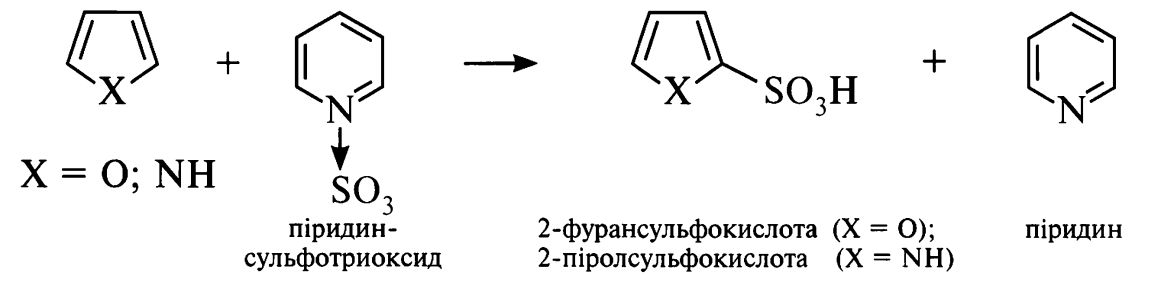 X + N X SO₃H + N
X = O; NH
SO₃
піридин-
сульфотриоксид
2-фурансульфокислота (X = O);
2-піролсульфокислота (X = NH)
піридин